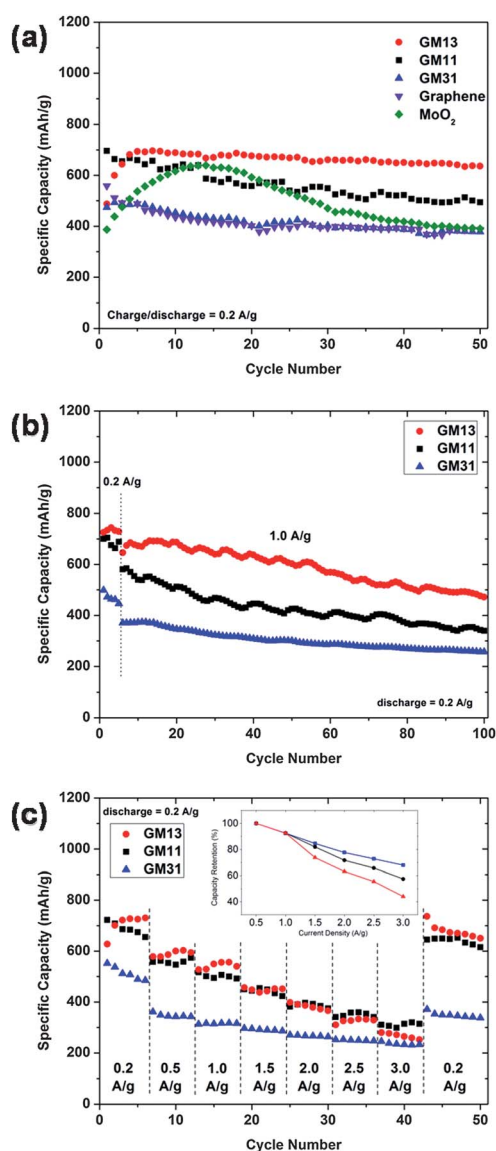 (a)
1200
1000
800
600
400
200
0
Specific Capacity (mAh/g)
GM13
GM11
GM31
Graphene
MoO2
Charge/discharge = 0.2 A/g
0 10 20 30 40 50
Cycle Number
(b)
1200
1000
800
600
400
200
0
Specific Capacity (mAh/g)
GM13
GM11
GM31
0.2 A/g
1.0 A/g
discharge = 0.2 A/g
0 20 40 60 80 100
Cycle Number
(c)
1200
1000
800
600
400
200
0
Specific Capacity (mAh/g)
discharge = 0.2 A/g
GM13
GM11
GM31
100
80
60
40
Capacity Retention (%)
0.5 1.0 1.5 2.0 2.5 3.0
Current Density (A/g)
0.2 0.5 1.0 1.5 2.0 2.5 3.0 0.2
A/g A/g A/g A/g A/g A/g A/g A/g
0 10 20 30 40 50
Cycle Number